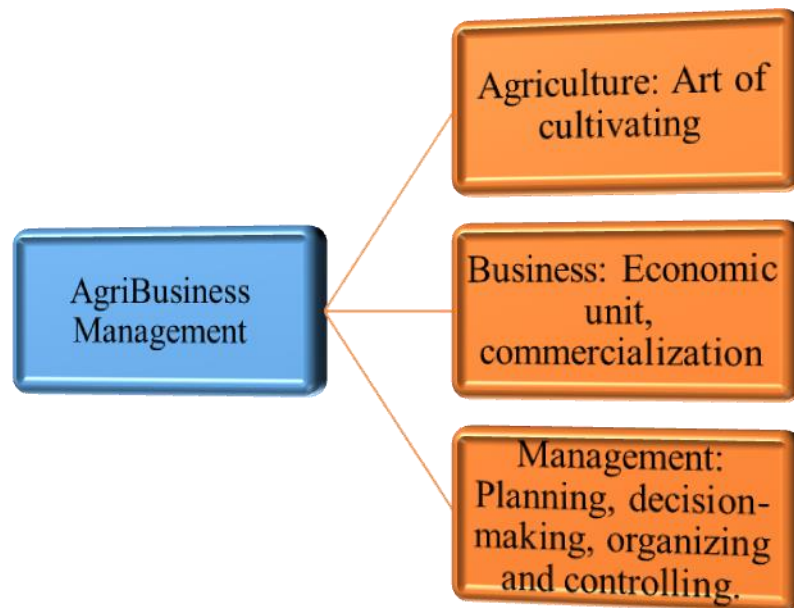 AgriBusiness
Management
Agriculture: Art of
cultivating
Business: Economic
unit,
commercialization
Management:
Planning, decision-
making, organizing
and controlling.